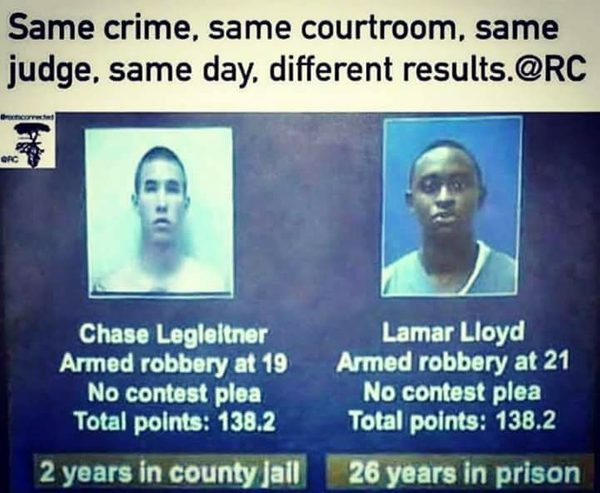 Same crime, same courtroom, same
judge, same day, different results.@RC
@rootsconnected
@RC
Chase Legleitner
Armed robbery at 19
No contest plea
Total points: 138.2
2 years in county jail
Lamar Lloyd
Armed robbery at 21
No contest plea
Total points: 138.2
26 years in prison